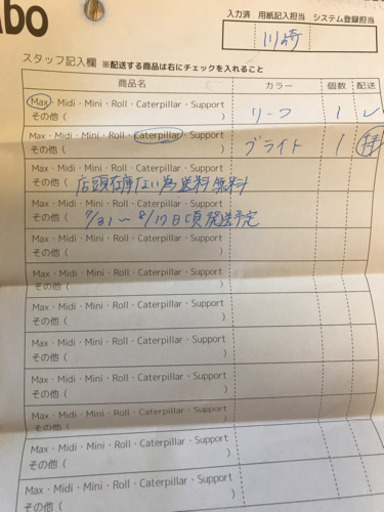 bo
入力済 用紙記入担当 システム登録担当
川崎
スタッフ記入欄 ※配送する商品は右にチェックを入れること
商品名 カラー 個数 配送
Max・Midi・Mini・Roll・Caterpillar・Support
その他( ) リーフ 1 ✓
Max・Midi・Mini・Roll・Caterpillar・Support
その他( ) ブライト 1 持
Max・Midi・Mini・Roll・Caterpillar・Support
その他( 店頭在庫ない為送料無料 )
Max・Midi・Mini・Roll・Caterpillar・Support
その他( 7/31〜8/17日頃発送予定 )
Max・Midi・Mini・Roll・Caterpillar・Support
その他( )
Max・Midi・Mini・Roll・Caterpillar・Support
その他( )
Max・Midi・Mini・Roll・Caterpillar・Support
その他( )
Max・Midi・Mini・Roll・Caterpillar・Support
その他( )
Max・Midi・Mini・Roll・Caterpillar・Support
その他( )
Max・Midi・Mini・Roll・Caterpillar・Support
その他( )
Max・Midi・Mini・Roll・Caterpillar・Support
その他( )
Max・Midi・Mini・Roll・Caterpillar・Support
その他( )